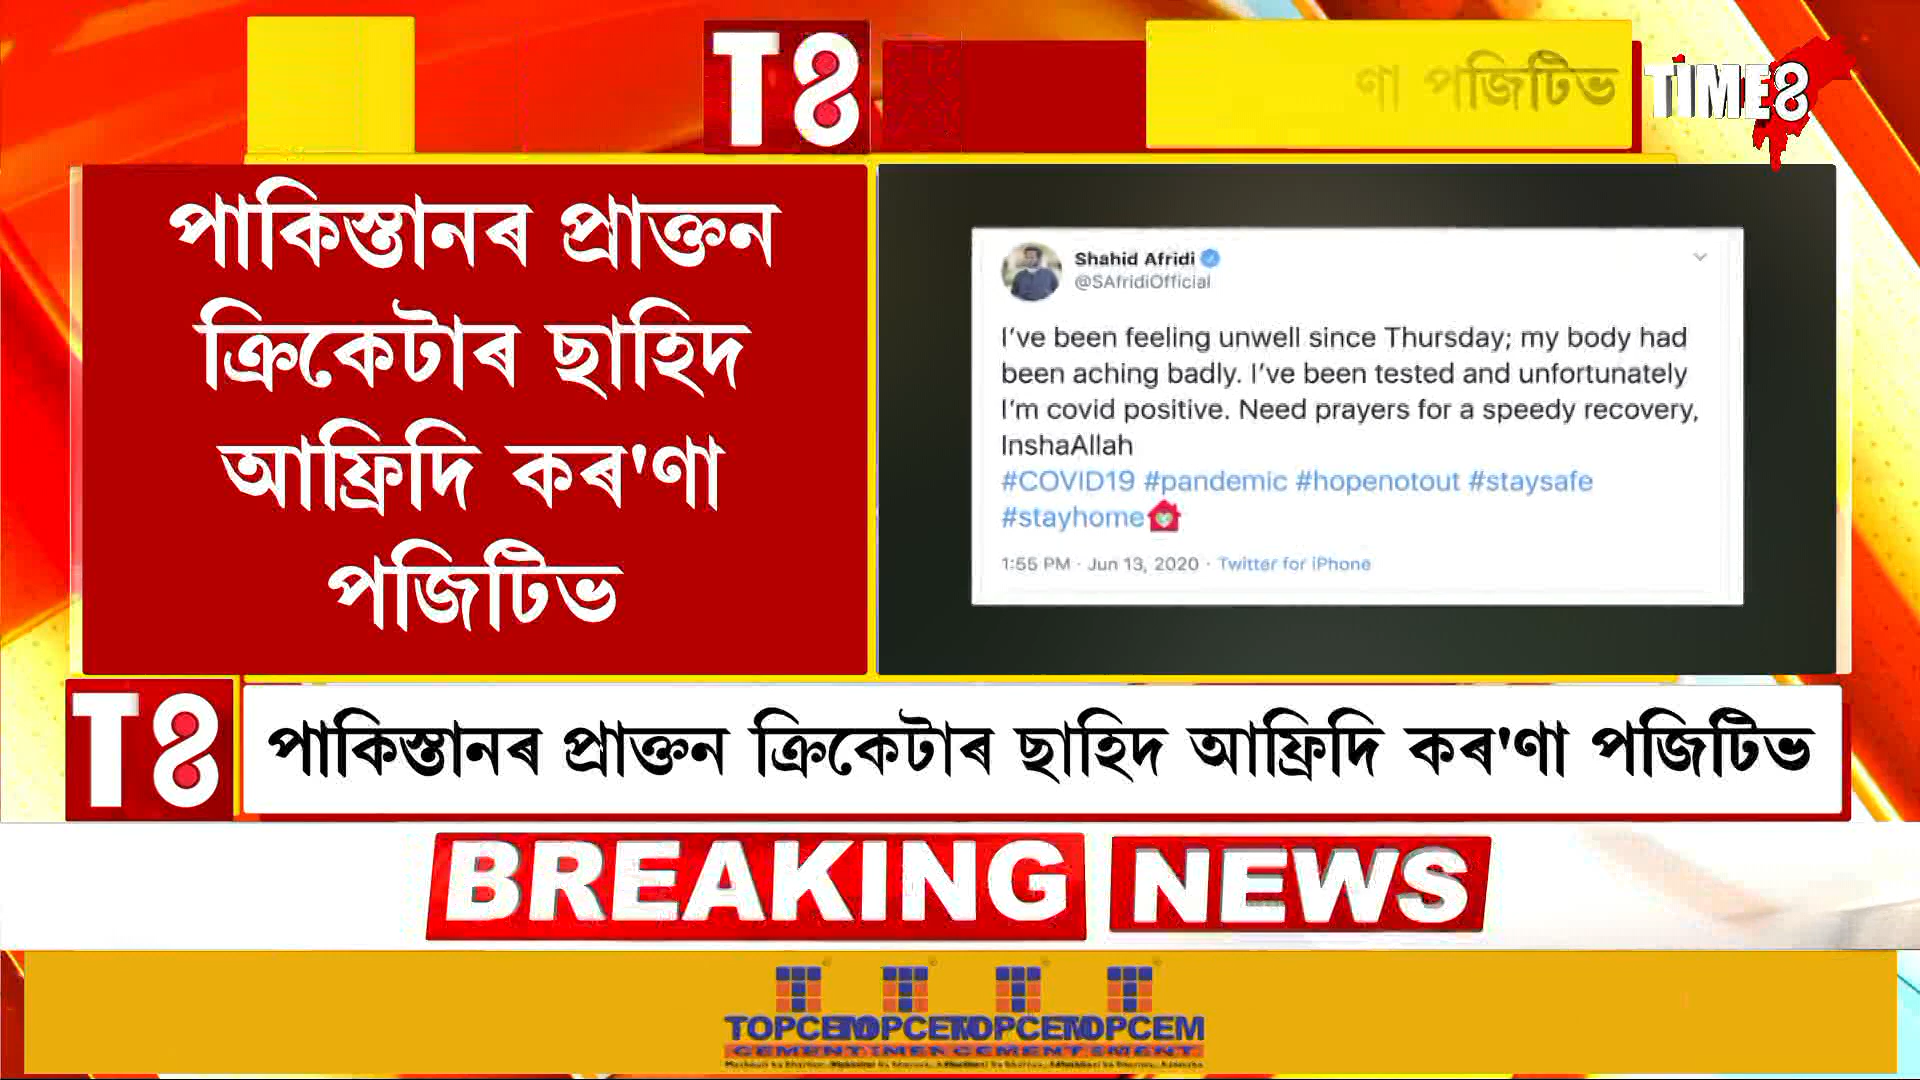 T8
ণা পজিটিভ
TIME8
পাকিস্তানৰ প্ৰাক্তন
ক্ৰিকেটাৰ ছাহিদ
আফ্ৰিদি কৰ'ণা
পজিটিভ
Shahid Afridi
@SAfridiOfficial
I've been feeling unwell since Thursday; my body had
been aching badly. I've been tested and unfortunately
I'm covid positive. Need prayers for a speedy recovery,
InshaAllah
#COVID19 #pandemic #hopenotout #staysafe
#stayhome
1:55 PM · Jun 13, 2020 · Twitter for iPhone
T8
পাকিস্তানৰ প্ৰাক্তন ক্ৰিকেটাৰ ছাহিদ আফ্ৰিদি কৰ'ণা পজিটিভ
BREAKING NEWS
TOPCEM
CEMENT